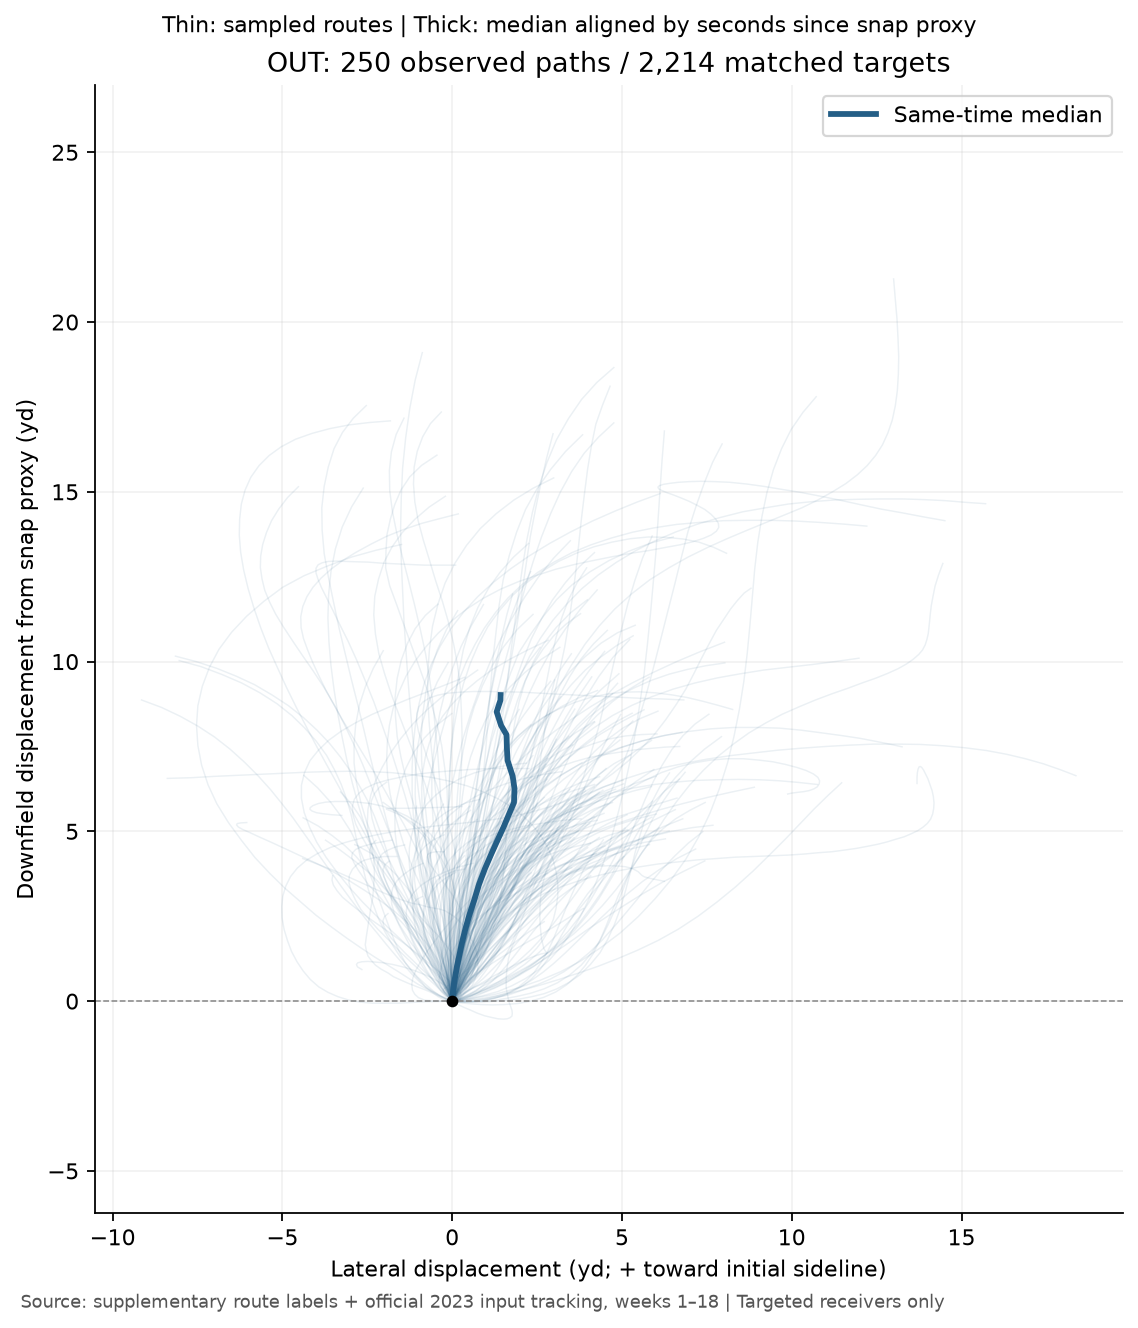 Thin: sampled routes | Thick: median aligned by seconds since snap proxy
OUT: 250 observed paths / 2,214 matched targets
Same-time median
25
20
15
10
5
0
−5
Downfield displacement from snap proxy (yd)
−10 −5 0 5 10 15
Lateral displacement (yd; + toward initial sideline)
Source: supplementary route labels + official 2023 input tracking, weeks 1–18 | Targeted receivers only